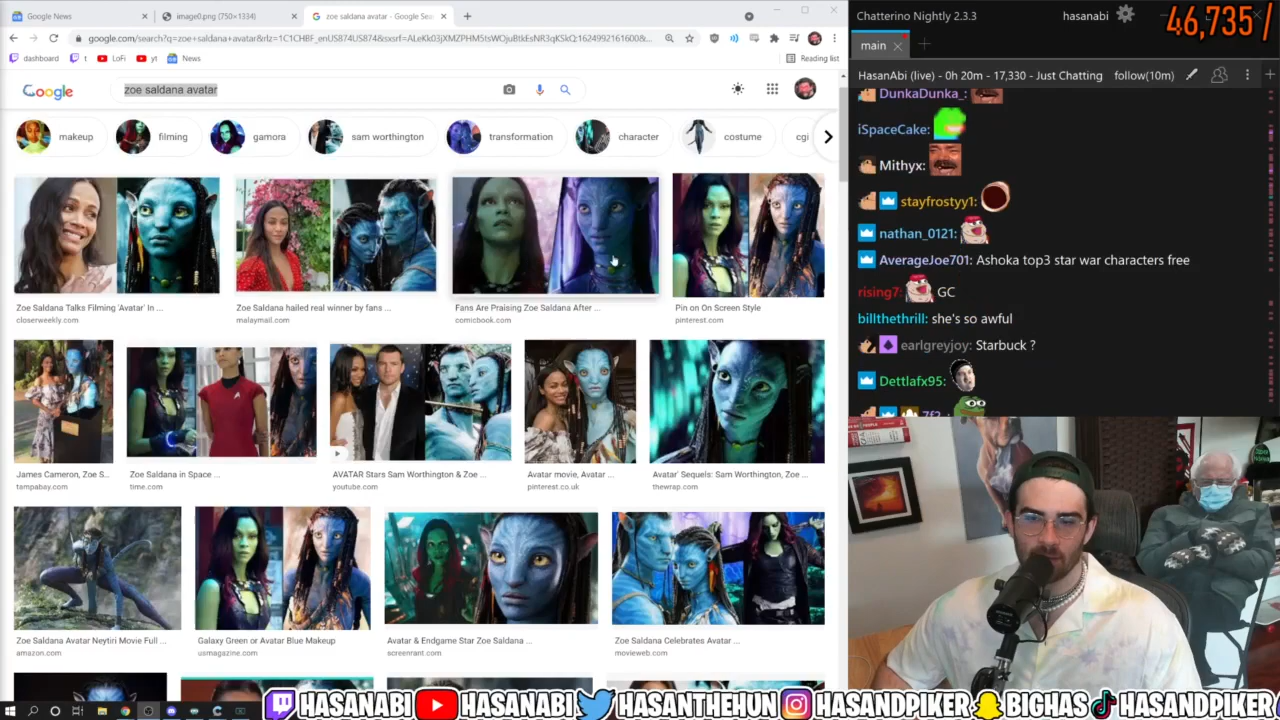 Google News
image0.png (750×1334)
zoe saldana avatar - Google Sea
google.com/search?q=zoe+saldana+avatar&rlz=1C1CHBF_enUS874US874&sxsrf=ALeKk03jXMZPHM5tsWOjuBtkEsNR3qKSkQ:1624992161600&...
dashboard
t
LoFi
yt
News
Reading list
Google
zoe saldana avatar
makeup
filming
gamora
sam worthington
transformation
character
costume
cgi
Zoe Saldana Talks Filming 'Avatar' In ...
closerweekly.com
Zoe Saldana hailed real winner by fans ...
malaymail.com
Fans Are Praising Zoe Saldana After ...
comicbook.com
Pin on On Screen Style
pinterest.com
James Cameron, Zoe S...
tampabay.com
Zoe Saldana in Space ...
time.com
AVATAR Stars Sam Worthington & Zoe ...
youtube.com
Avatar movie, Avatar ...
pinterest.co.uk
Avatar' Sequels: Sam Worthington, Zoe ...
thewrap.com
Zoe Saldana Avatar Neytiri Movie Full ...
amazon.com
Galaxy Green or Avatar Blue Makeup
usmagazine.com
Avatar & Endgame Star Zoe Saldana ...
screenrant.com
Zoe Saldana Celebrates Avatar ...
movieweb.com
Chatterino Nightly 2.3.3
hasanabi
46,735 /
main
HasanAbi (live) - 0h 20m - 17,330 - Just Chatting
follow(10m)
DunkaDunka_:
iSpaceCake:
Mithyx:
stayfrostyy1:
nathan_0121:
AverageJoe701: Ashoka top3 star war characters free
rising7: GC
billthethrill: she's so awful
earlgreyjoy: Starbuck ?
Dettlafx95:
HASANABI
HASANABI
HASANTHEHUN
HASANDPIKER
BIGHAS
HASANDPIKER